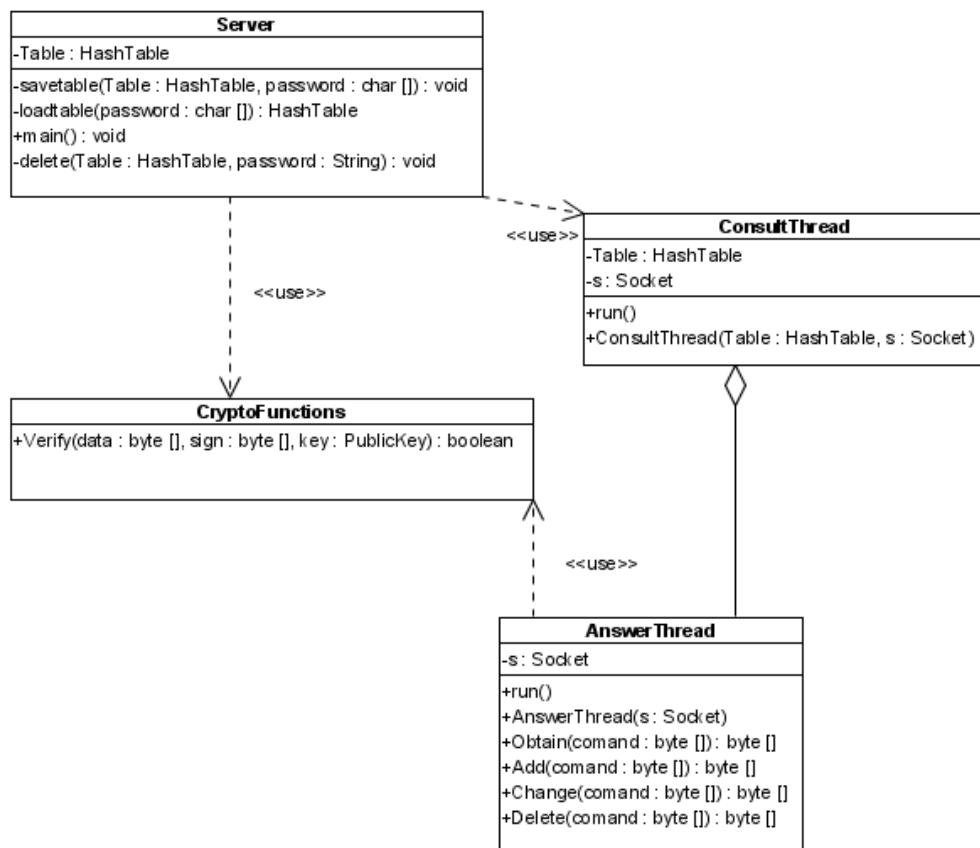 Server
-Table : HashTable
-savetable(Table : HashTable, password : char []) : void
-loadtable(password : char []) : HashTable
+main() : void
-delete(Table : HashTable, password : String) : void
<<use>>
ConsultThread
-Table : HashTable
-s : Socket
+run()
+ConsultThread(Table : HashTable, s : Socket)
<<use>>
CryptoFunctions
+Verify(data : byte [], sign : byte [], key : PublicKey) : boolean
<<use>>
AnswerThread
-s : Socket
+run()
+AnswerThread(s : Socket)
+Obtain(comand : byte []) : byte []
+Add(comand : byte []) : byte []
+Change(comand : byte []) : byte []
+Delete(comand : byte []) : byte []